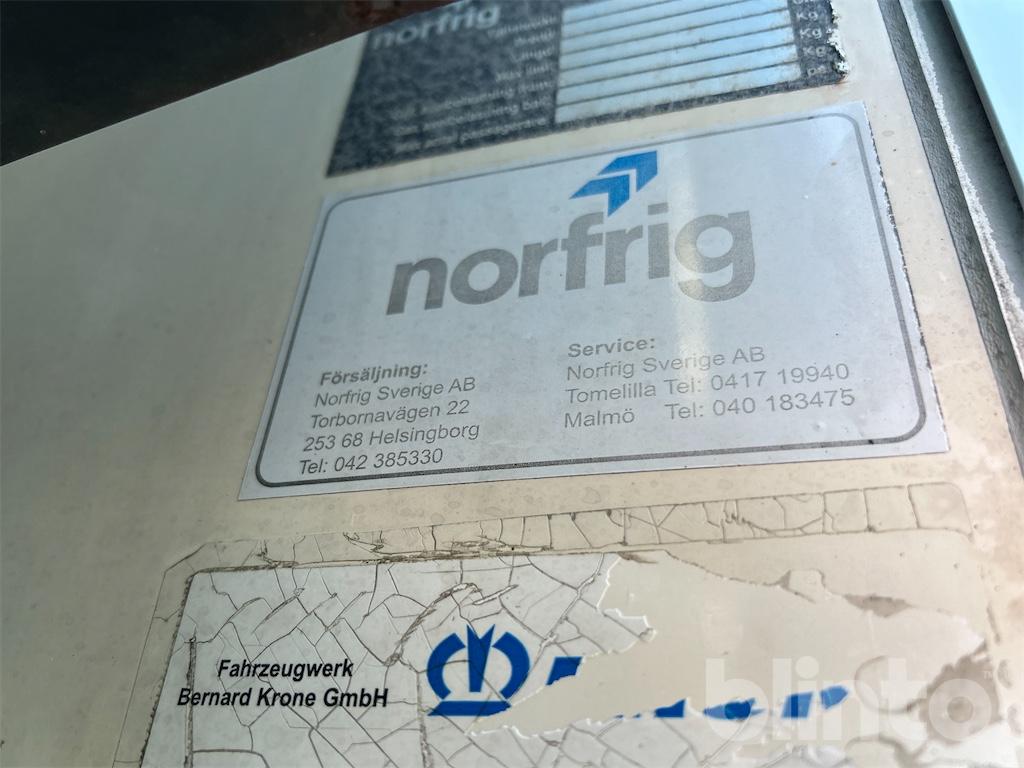 norfrig
Kg
Kg
Kg
norfrig
Försäljning:
Norfrig Sverige AB
Torbornavägen 22
253 68 Helsingborg
Tel: 042 385330
Service:
Norfrig Sverige AB
Tomelilla Tel: 0417 19940
Malmö Tel: 040 183475
Fahrzeugwerk
Bernard Krone GmbH
blinto